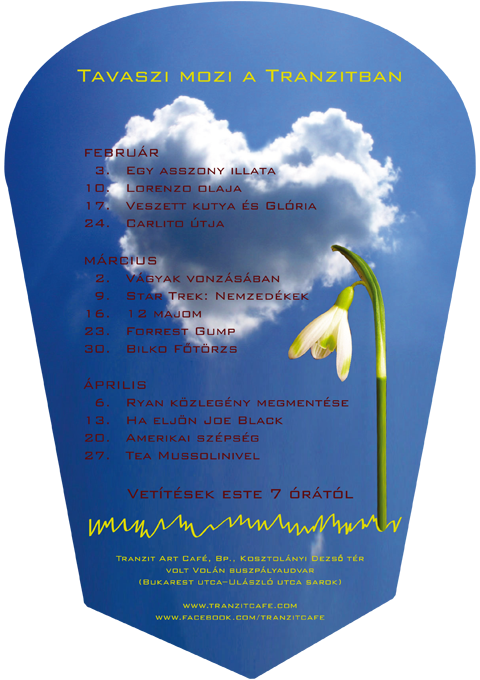 Tavaszi mozi a Tranzitban
FEBRUÁR
3. Egy asszony illata
10. Lorenzo olaja
17. Veszett kutya és Glória
24. Carlito útja
MÁRCIUS
2. Vágyak vonzásában
9. Star Trek: Nemzedékek
16. 12 majom
23. Forrest Gump
30. Bilko Főtörzs
ÁPRILIS
6. Ryan közlegény megmentése
13. Ha eljön Joe Black
20. Amerikai szépség
27. Tea Mussolinivel
Vetítések este 7 órától
Tranzit Art Café, Bp., Kosztolányi Dezső tér
volt Volán buszpályaudvar
(Bukarest utca–Ulászló utca sarok)
www.tranzitcafe.com
www.facebook.com/tranzitcafe